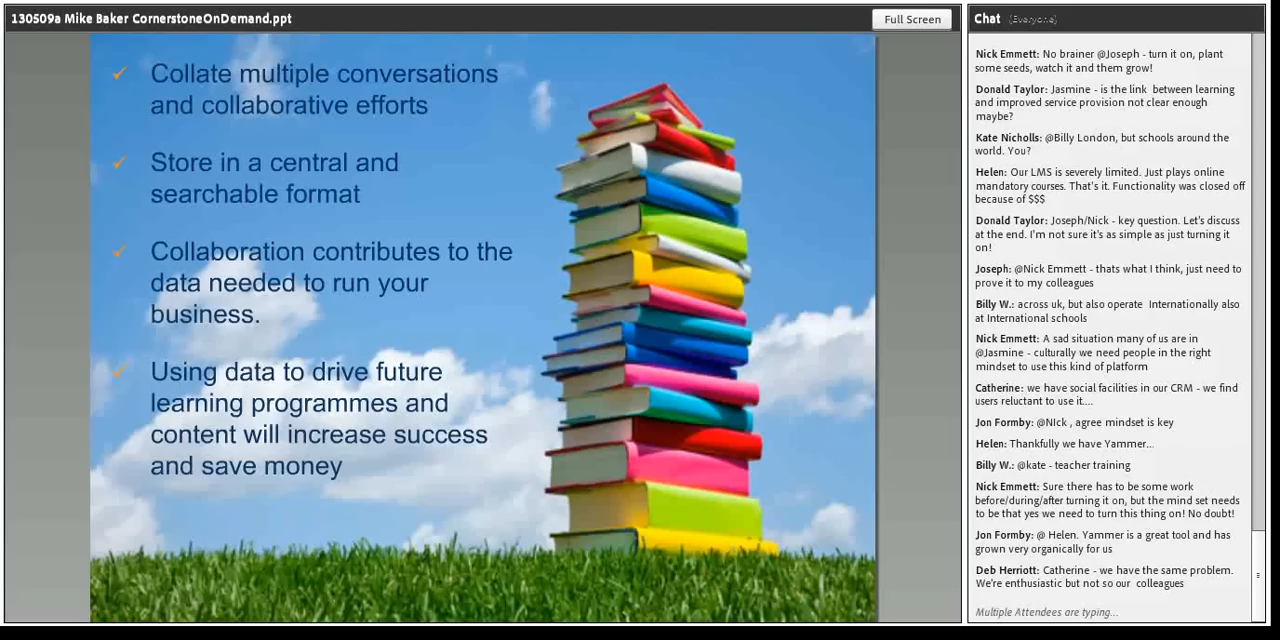 130509a Mike Baker CornerstoneOnDemand.ppt
Full Screen
Collate multiple conversations
and collaborative efforts
Store in a central and
searchable format
Collaboration contributes to the
data needed to run your
business.
Using data to drive future
learning programmes and
content will increase success
and save money
Chat (Everyone)
Nick Emmett: No brainer @Joseph - turn it on, plant
some seeds, watch it and them grow!
Donald Taylor: Jasmine - is the link between learning
and improved service provision not clear enough
maybe?
Kate Nicholls: @Billy London, but schools around the
world. You?
Helen: Our LMS is severely limited. Just plays online
mandatory courses. That's it. Functionality was closed off
because of $$$
Donald Taylor: Joseph/Nick - key question. Let's discuss
at the end. I'm not sure it's as simple as just turning it
on!
Joseph: @Nick Emmett - thats what I think, just need to
prove it to my colleagues
Billy W.: across uk, but also operate Internationally also
at International schools
Nick Emmett: A sad situation many of us are in
@Jasmine - culturally we need people in the right
mindset to use this kind of platform
Catherine: we have social facilities in our CRM - we find
users reluctant to use it....
Jon Formby: @NIck , agree mindset is key
Helen: Thankfully we have Yammer...
Billy W.: @kate - teacher training
Nick Emmett: Sure there has to be some work
before/during/after turning it on, but the mind set needs
to be that yes we need to turn this thing on! No doubt!
Jon Formby: @ Helen. Yammer is a great tool and has
grown very organically for us
Deb Herriott: Catherine - we have the same problem.
We're enthusiastic but not so our colleagues
Multiple Attendees are typing...